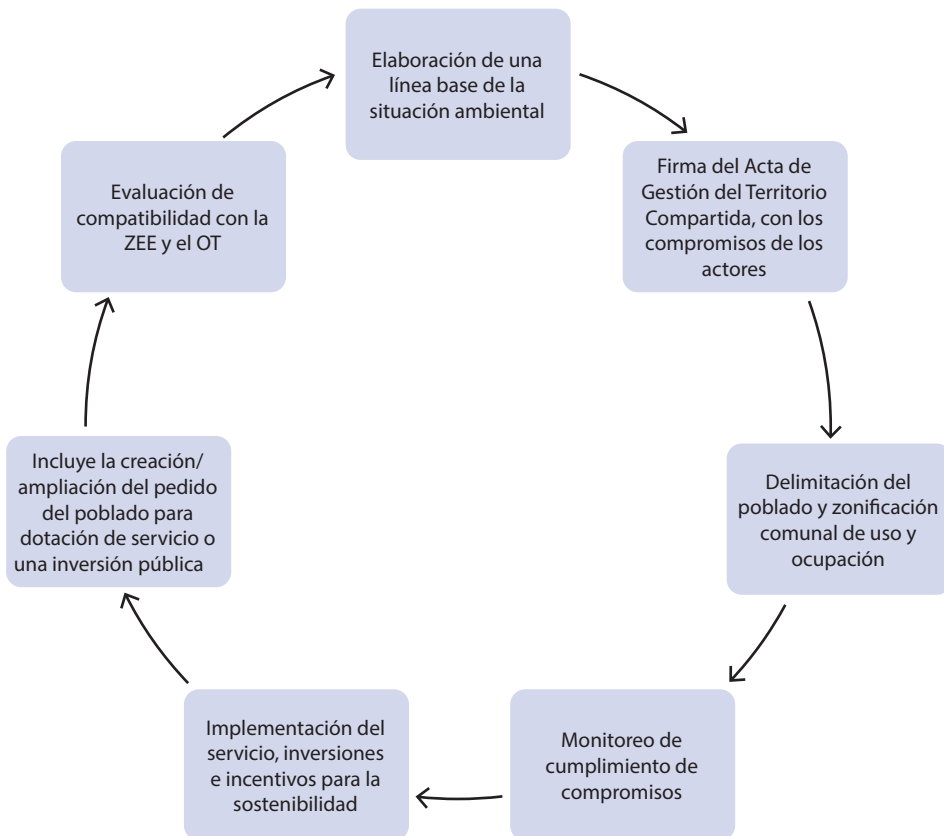 Elaboración de una
línea base de la
situación ambiental
Firma del Acta de
Gestión del Territorio
Compartida, con los
compromisos de los
actores
Delimitación del
poblado y zonificación
comunal de uso y
ocupación
Monitoreo de
cumplimiento de
compromisos
Implementación del
servicio, inversiones
e incentivos para la
sostenibilidad
Incluye la creación/
ampliación del pedido
del poblado para
dotación de servicio o
una inversión pública
Evaluación de
compatibilidad con la
ZEE y el OT